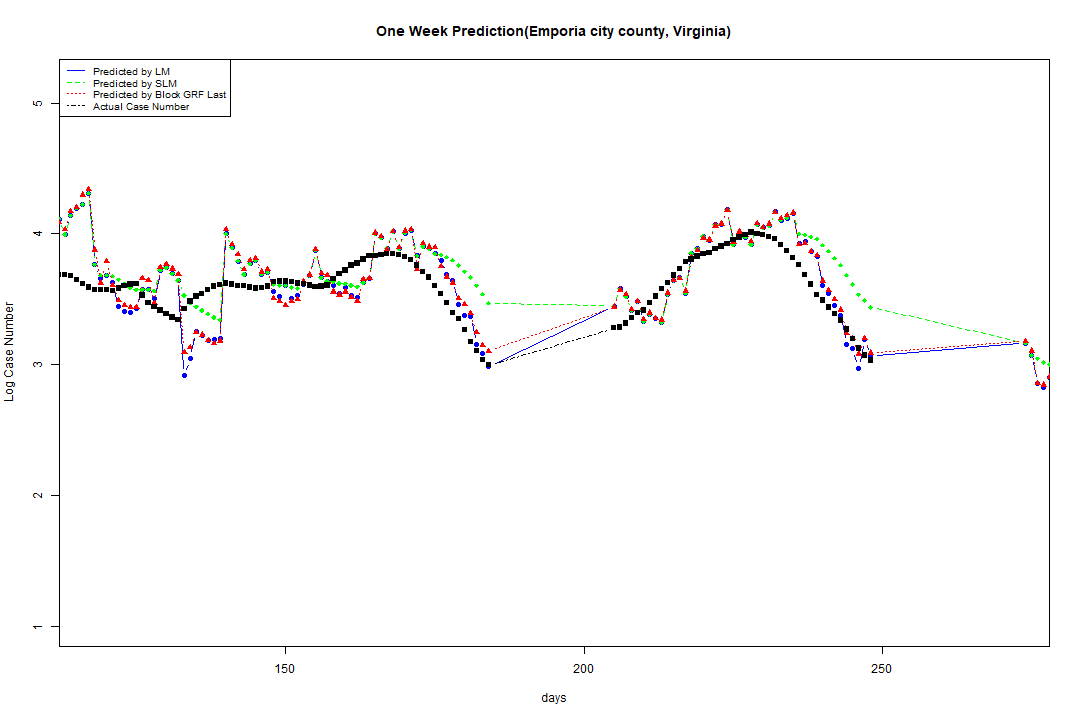 One Week Prediction(Emporia city county, Virginia)
Predicted by LM
Predicted by SLM
Predicted by Block GRF Last
Actual Case Number
5
4
3
2
1
Log Case Number
150 200 250
days